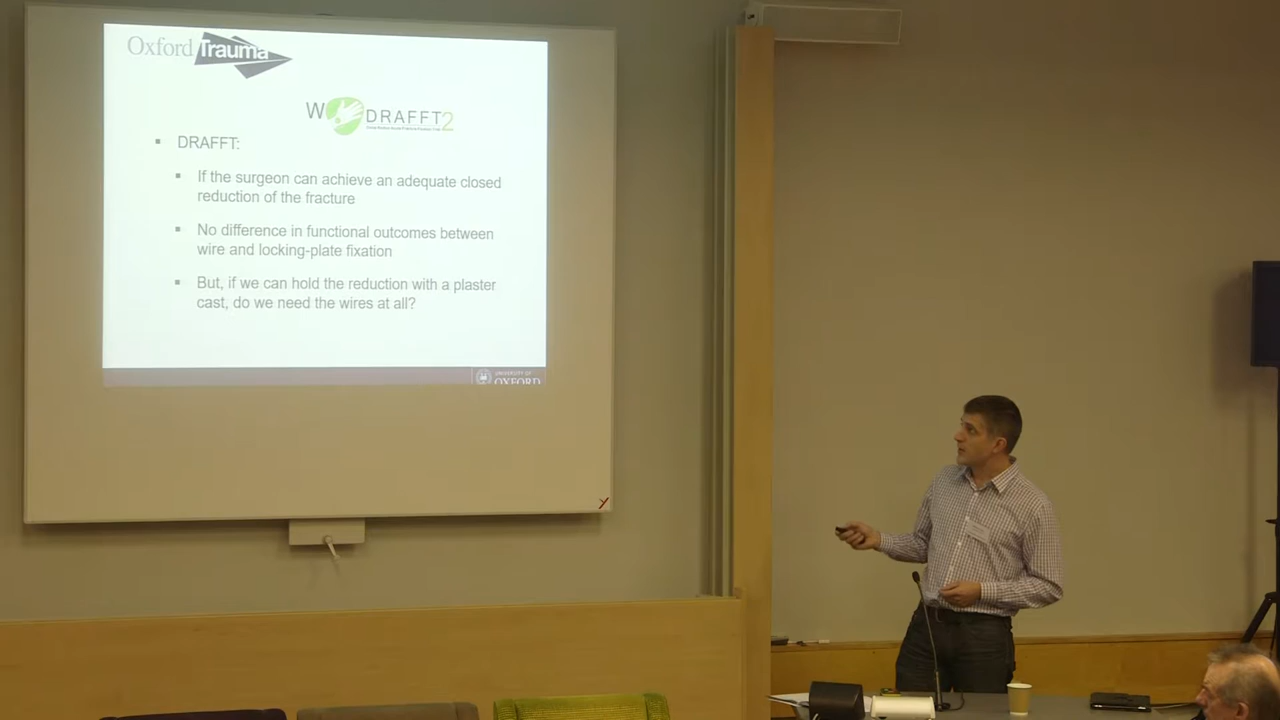 Oxford Trauma
W DRAFFT2
DRAFFT:
If the surgeon can achieve an adequate closed
reduction of the fracture
No difference in functional outcomes between
wire and locking-plate fixation
But, if we can hold the reduction with a plaster
cast, do we need the wires at all?
UNIVERSITY OF
OXFORD